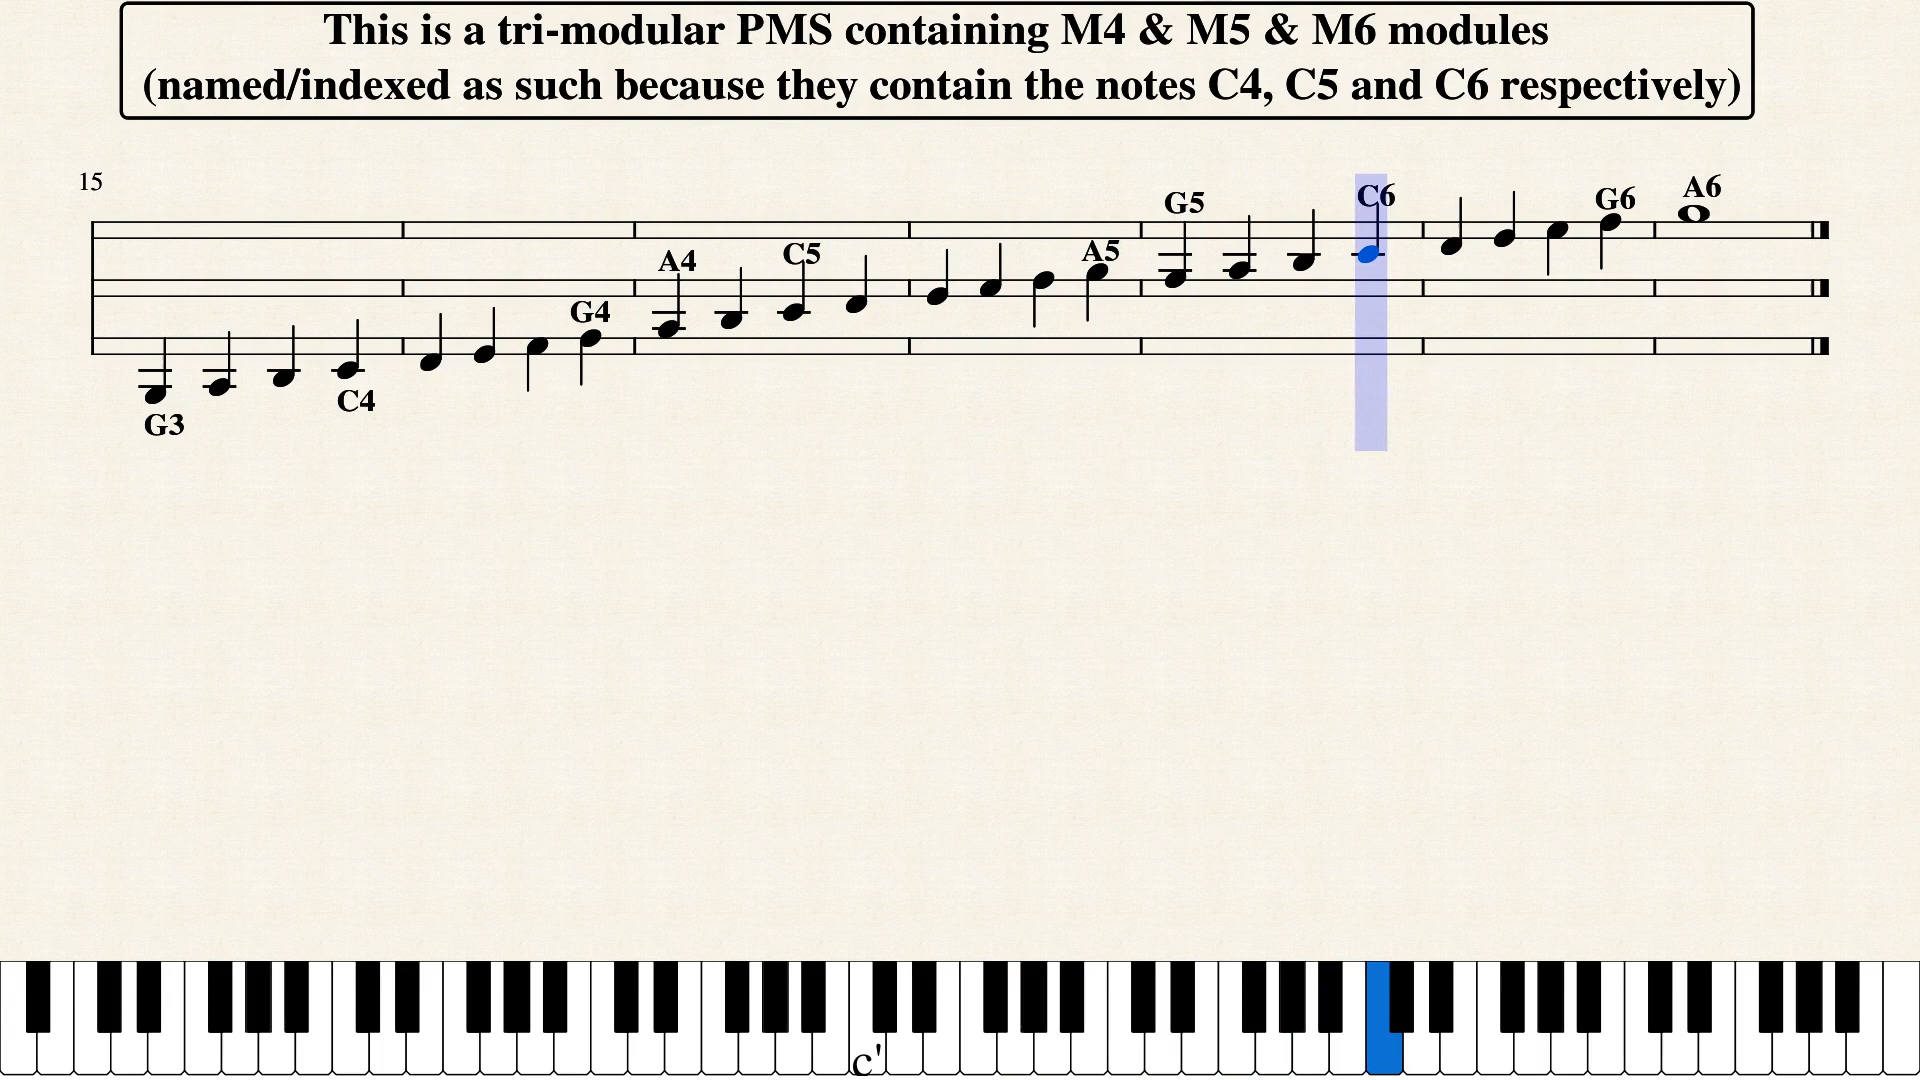 This is a tri-modular PMS containing M4 & M5 & M6 modules
(named/indexed as such because they contain the notes C4, C5 and C6 respectively)
15
G3
C4
G4
A4
C5
A5
G5
C6
G6
A6
c'